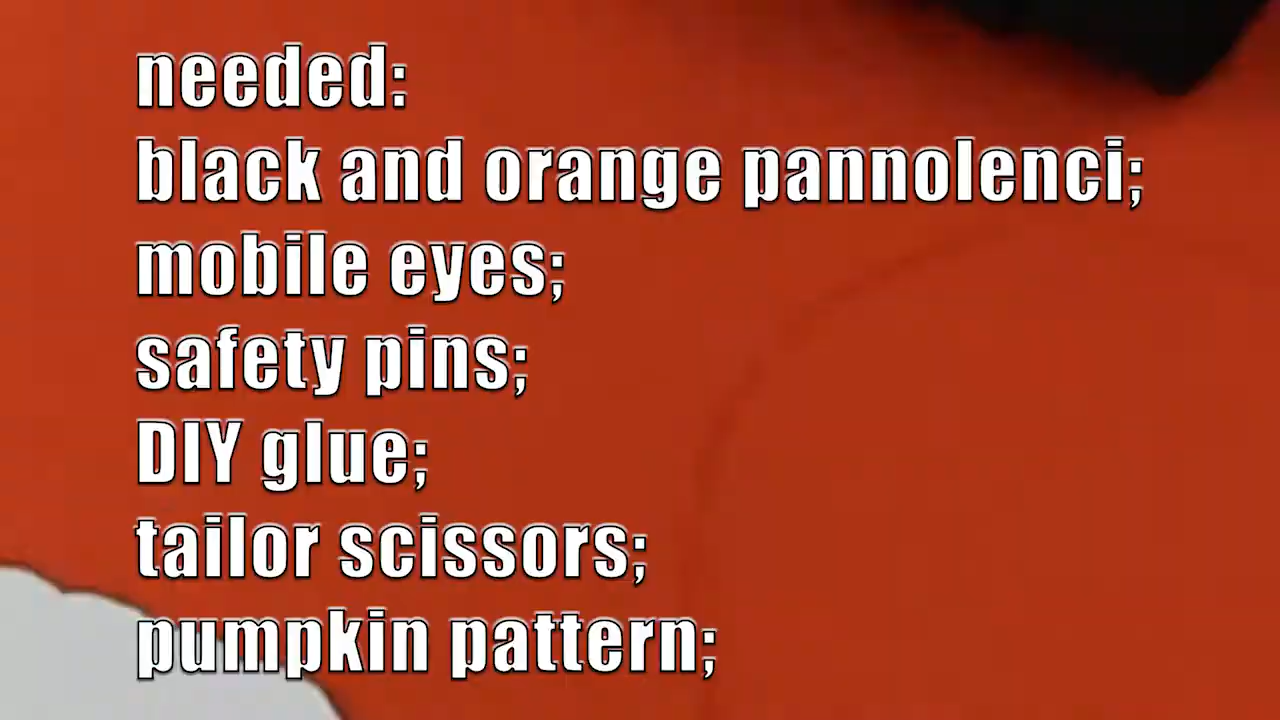 needed:
black and orange pannolenci;
mobile eyes;
safety pins;
DIY glue;
tailor scissors;
pumpkin pattern;